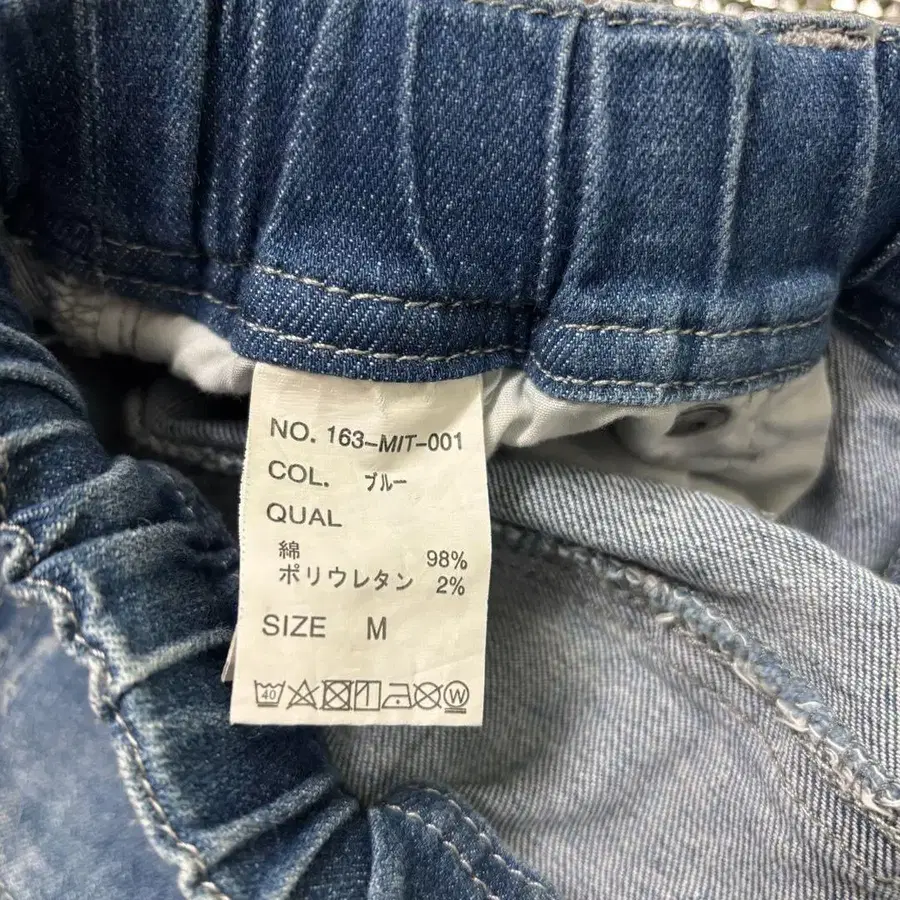 NO. 163-MIT-001
COL. ブルー
QUAL
綿 98%
ポリウレタン 2%
SIZE M
40 W